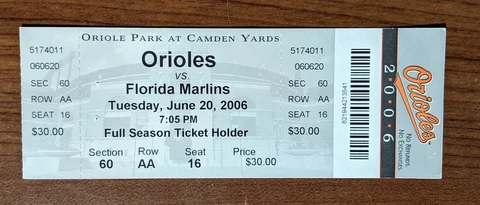 ORIOLE PARK AT CAMDEN YARDS
5174011
060620
SEC 60
ROW AA
SEAT 16
$30.00
Orioles
VS.
Florida Marlins
Tuesday, June 20, 2006
7:05 PM
Full Season Ticket Holder
Section Row Seat Price
60 AA 16 $30.00
5174011
060620
SEC 60
ROW AA
SEAT 16
$30.00
2006
Orioles
NO REFUNDS.
NO EXCHANGES.